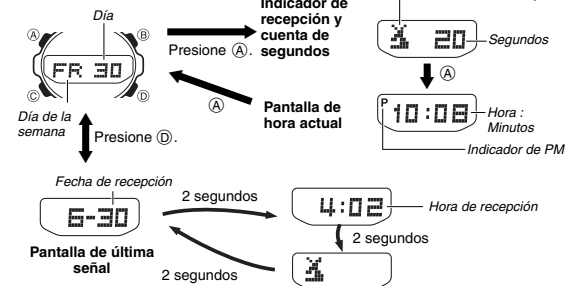 Día
Indicador de
recepción y
cuenta de
segundos
Presione Ⓐ.
Ⓐ
Ⓑ
FR 30
Ⓒ
Ⓓ
20
Segundos
Ⓐ
Día de la
semana
Presione Ⓓ.
Ⓐ
Pantalla de
hora actual
P
10:08
Hora :
Minutos
Indicador de PM
Fecha de recepción
6-30
Pantalla de última
señal
2 segundos
4:02
Hora de recepción
2 segundos
2 segundos